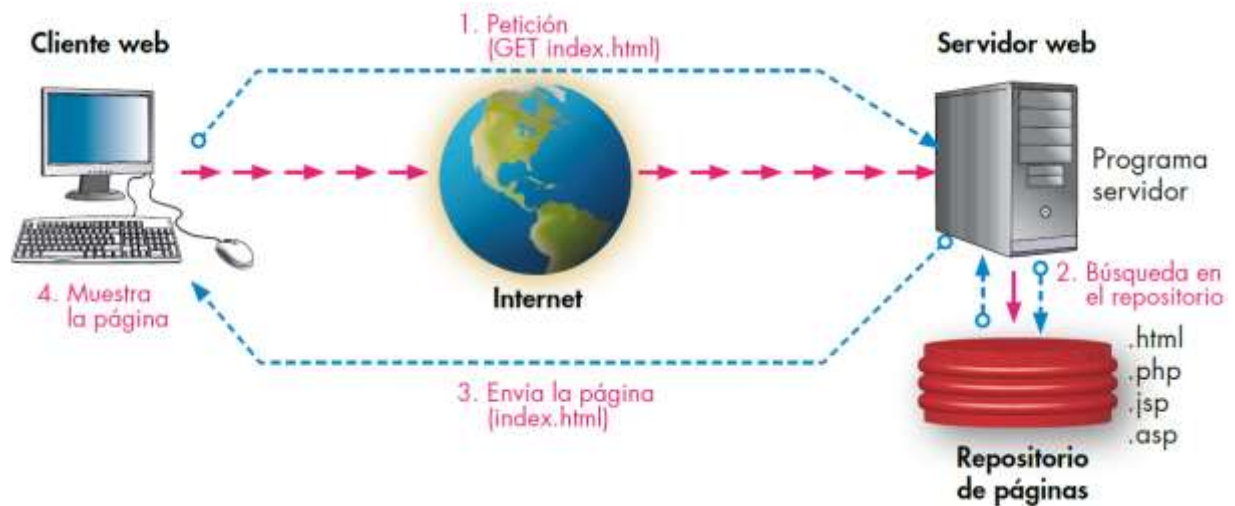 Cliente web
1. Petición
(GET index.html)
Servidor web
Programa
servidor
Internet
2. Búsqueda en
el repositorio
4. Muestra
la página
3. Envía la página
(index.html)
.html
.php
.jsp
.asp
Repositorio
de páginas